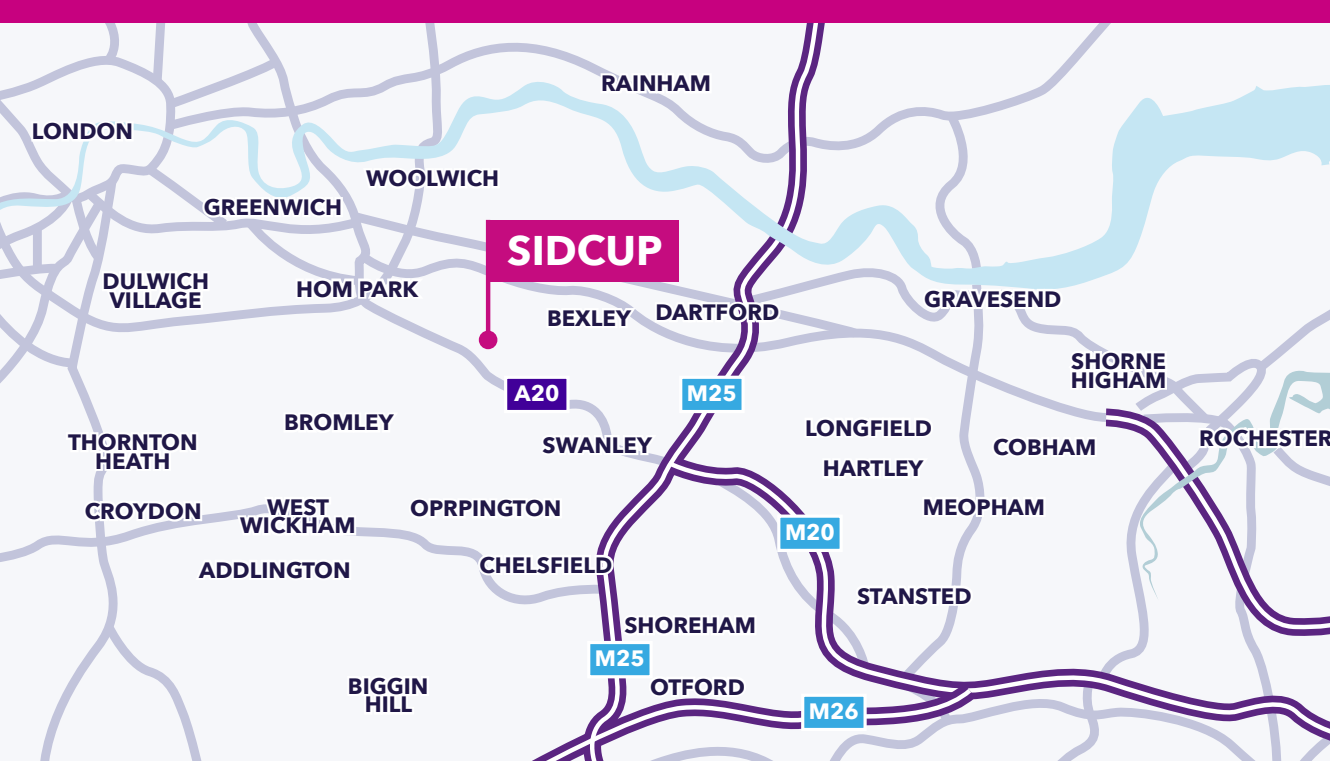 RAINHAM
LONDON
WOOLWICH
GREENWICH
SIDCUP
DULWICH
VILLAGE
HOM PARK
BEXLEY
DARTFORD
GRAVESEND
SHORNE
HIGHAM
A20
M25
BROMLEY
THORNTON
HEATH
SWANLEY
LONGFIELD
HARTLEY
COBHAM
ROCHESTER
CROYDON
WEST
WICKHAM
OPRPINGTON
MEOPHAM
M20
ADDLINGTON
CHELSFIELD
STANSTED
SHOREHAM
M25
BIGGIN
HILL
OTFORD
M26